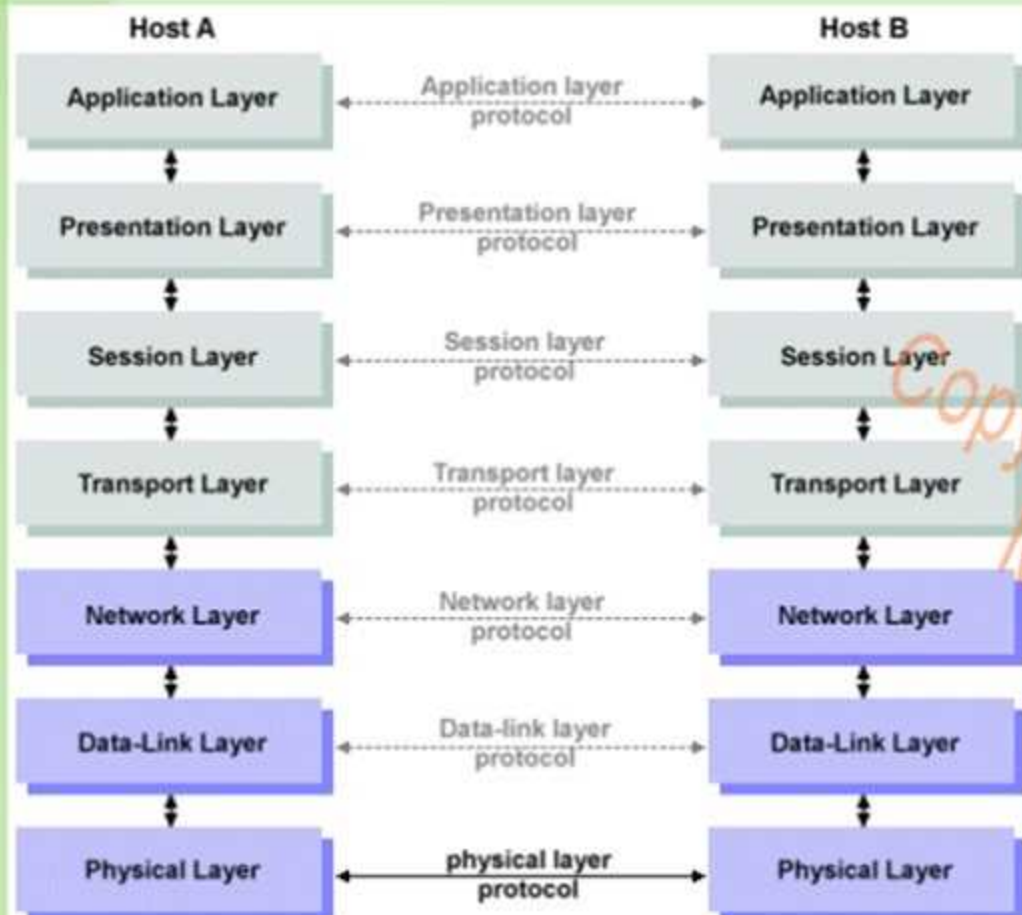 Host A
Host B
Application Layer
Application layer
protocol
Application Layer
Presentation Layer
Presentation layer
protocol
Presentation Layer
Session Layer
Session layer
protocol
Session Layer
Transport Layer
Transport layer
protocol
Transport Layer
Network Layer
Network layer
protocol
Network Layer
Data-Link Layer
Data-link layer
protocol
Data-Link Layer
Physical Layer
physical layer
protocol
Physical Layer